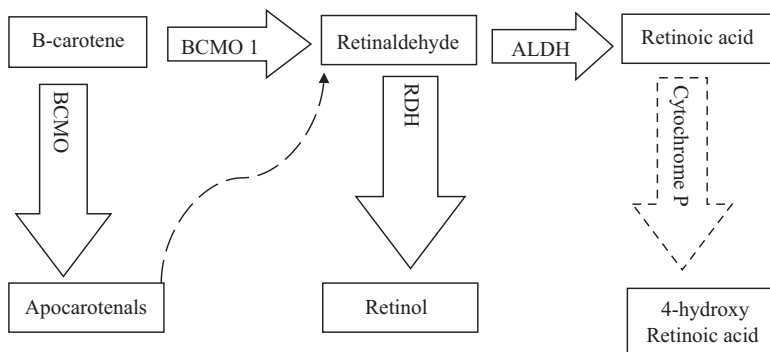 B-carotene
BCMO 1
Retinaldehyde
ALDH
Retinoic acid
BCMO
RDH
Cytochrome P
Apocarotenals
Retinol
4-hydroxy
Retinoic acid